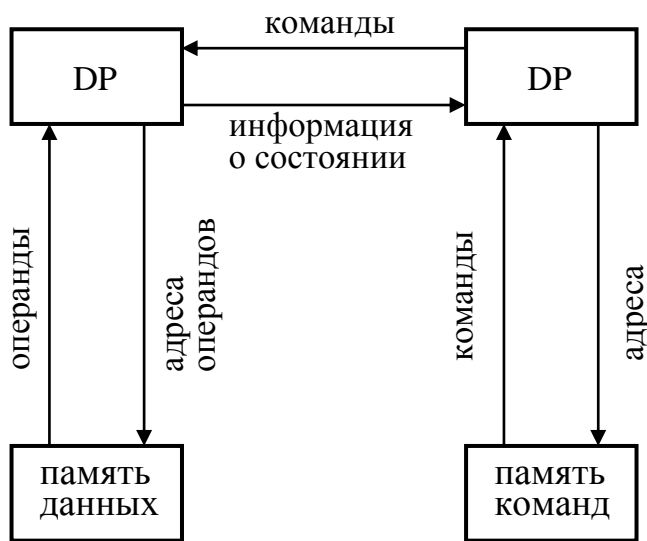 команды
DP
DP
информация
о состоянии
операнды
адреса
операндов
команды
адреса
память
данных
память
команд